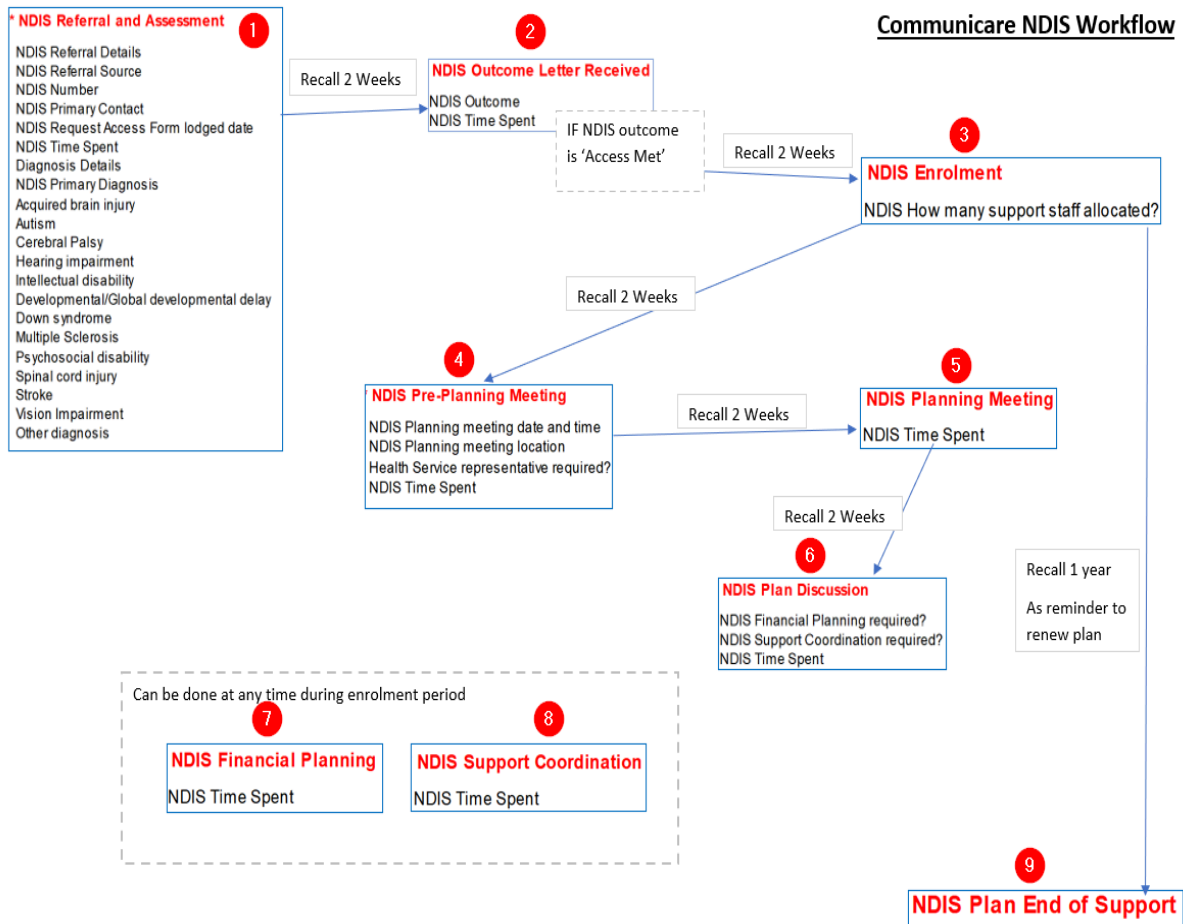 Communicare NDIS Workflow
1
* NDIS Referral and Assessment
NDIS Referral Details
NDIS Referral Source
NDIS Number
NDIS Primary Contact
NDIS Request Access Form lodged date
NDIS Time Spent
Diagnosis Details
NDIS Primary Diagnosis
Acquired brain injury
Autism
Cerebral Palsy
Hearing impairment
Intellectual disability
Developmental/Global developmental delay
Down syndrome
Multiple Sclerosis
Psychosocial disability
Spinal cord injury
Stroke
Vision Impairment
Other diagnosis
Recall 2 Weeks
2
NDIS Outcome Letter Received
NDIS Outcome
NDIS Time Spent
IF NDIS outcome
is ‘Access Met’
Recall 2 Weeks
3
NDIS Enrolment
NDIS How many support staff allocated?
Recall 2 Weeks
4
* NDIS Pre-Planning Meeting
NDIS Planning meeting date and time
NDIS Planning meeting location
Health Service representative required?
NDIS Time Spent
Recall 2 Weeks
5
NDIS Planning Meeting
NDIS Time Spent
Recall 2 Weeks
6
NDIS Plan Discussion
NDIS Financial Planning required?
NDIS Support Coordination required?
NDIS Time Spent
Recall 1 year
As reminder to
renew plan
Can be done at any time during enrolment period
7
NDIS Financial Planning
NDIS Time Spent
8
NDIS Support Coordination
NDIS Time Spent
9
NDIS Plan End of Support